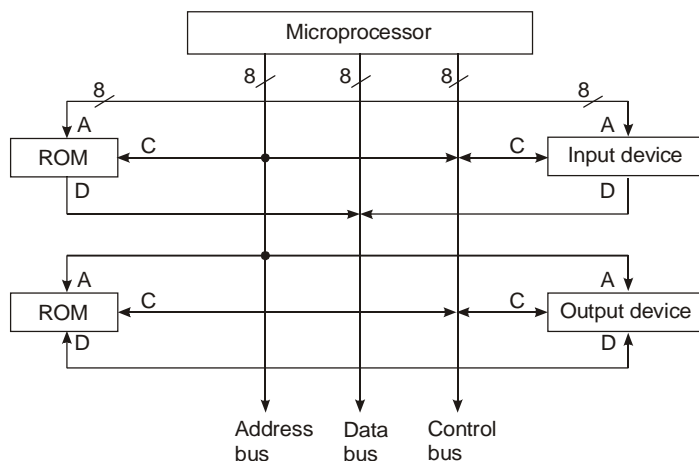 Microprocessor
8 8 8
8 8
A A
ROM C C Input device
D D
A A
ROM C C Output device
D D
Address bus
Data bus
Control bus